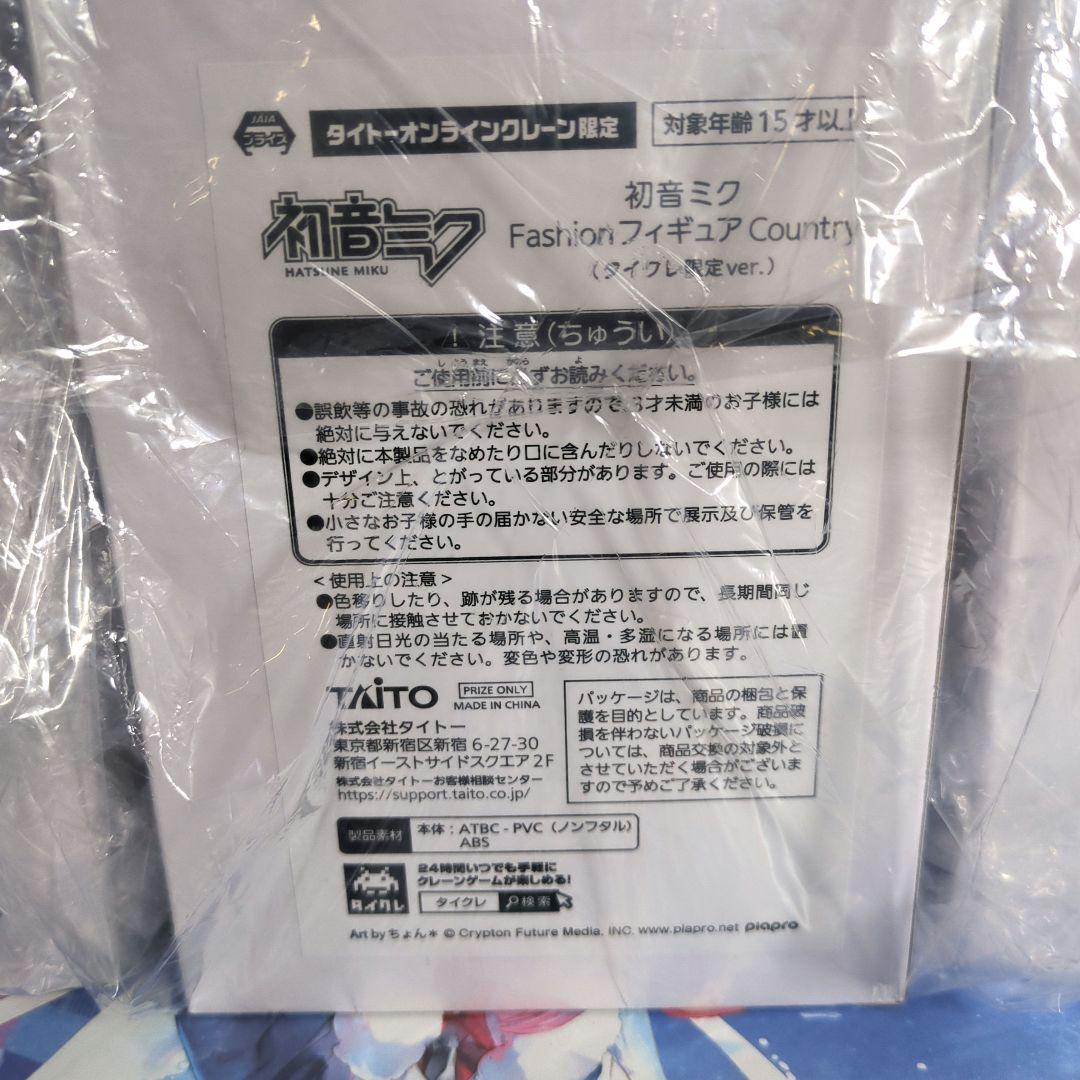 JAIA
プライズ
タイトーオンラインクレーン限定
対象年齢15才以上
初音ミク
HATSUNE MIKU
初音ミク
Fashionフィギュア Country
(タイクレ限定ver.)
! 注意(ちゅうい)
ご使用前に必ずお読みください。
●誤飲等の事故の恐れがありますので、3才未満のお子様には
絶対に与えないでください。
●絶対に本製品をなめたり口に含んだりしないでください。
●デザイン上、とがっている部分があります。ご使用の際には
十分ご注意ください。
●小さなお子様の手の届かない安全な場所で展示及び保管を
行ってください。
<使用上の注意>
●色移りしたり、跡が残る場合がありますので、長期間同じ
場所に接触させておかないでください。
●直射日光の当たる場所や、高温・多湿になる場所には置
かないでください。変色や変形の恐れがあります。
TAITO
PRIZE ONLY
MADE IN CHINA
株式会社タイトー
東京都新宿区新宿 6-27-30
新宿イーストサイドスクエア 2F
株式会社タイトーお客様相談センター
https://support.taito.co.jp/
パッケージは、商品の梱包と保
護を目的としています。商品破
損を伴わないパッケージ破損に
ついては、商品交換の対象外と
させていただく場合がございま
すので予めご了承ください。
製品素材
本体:ATBC-PVC(ノンフタル)
ABS
タイクレ
24時間いつでも手軽に
クレーンゲームが楽しめる!
タイクレ 検索
Art by ちょん* © Crypton Future Media, INC. www.piapro.net piapro